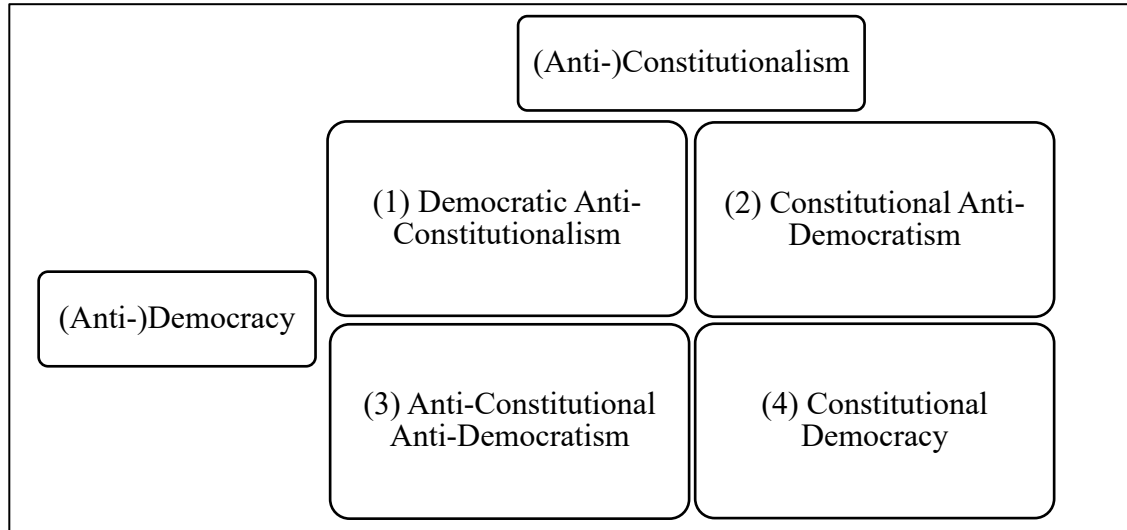 (Anti-)Constitutionalism
(1) Democratic Anti-
Constitutionalism
(2) Constitutional Anti-
Democratism
(Anti-)Democracy
(3) Anti-Constitutional
Anti-Democratism
(4) Constitutional
Democracy